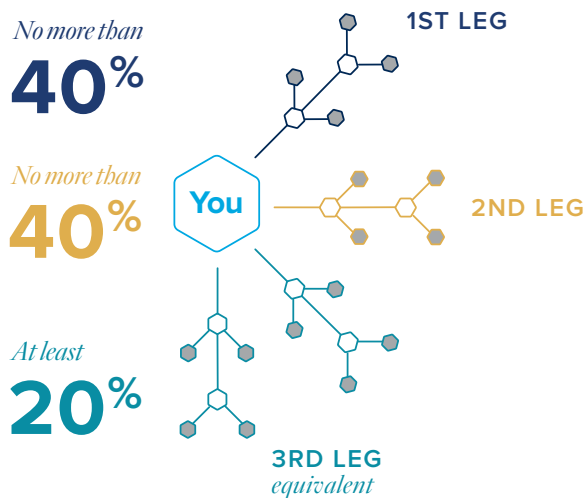 No more than
40%
1ST LEG
No more than
40%
You
2ND LEG
At least
20%
3RD LEG
equivalent